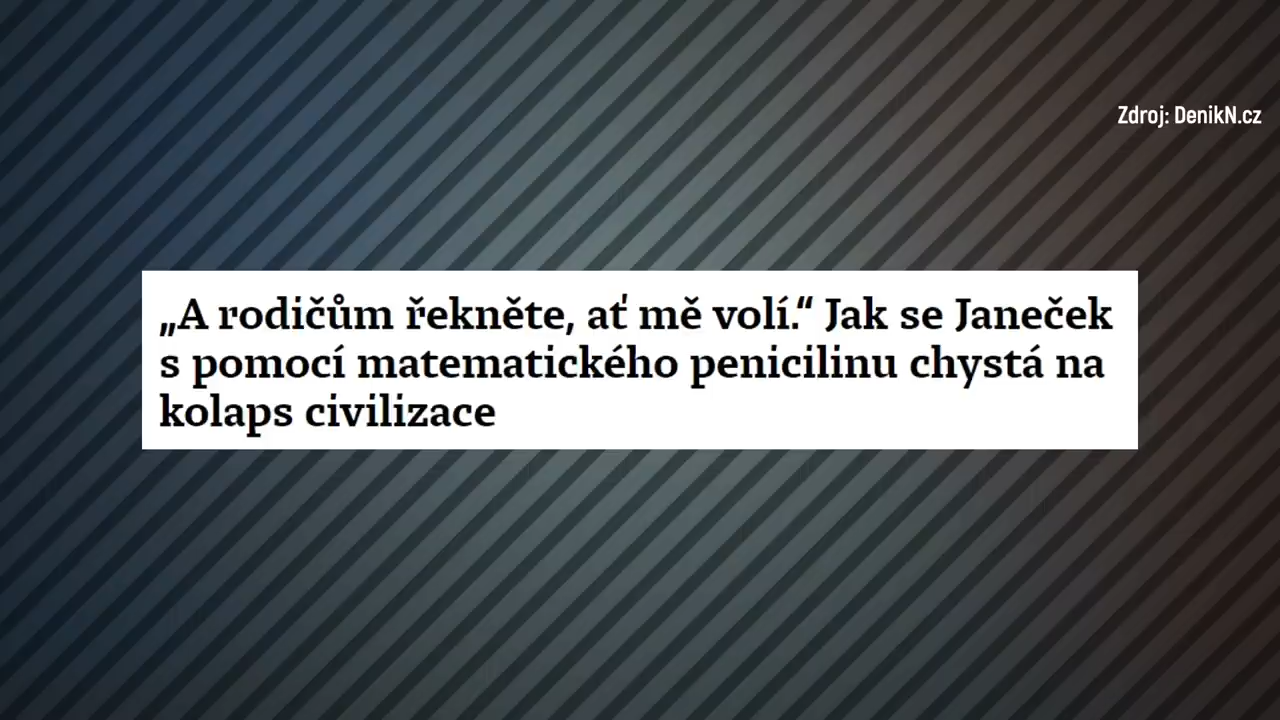 Zdroj: DenikN.cz
„A rodičům řekněte, ať mě volí.“ Jak se Janeček
s pomocí matematického penicilinu chystá na
kolaps civilizace